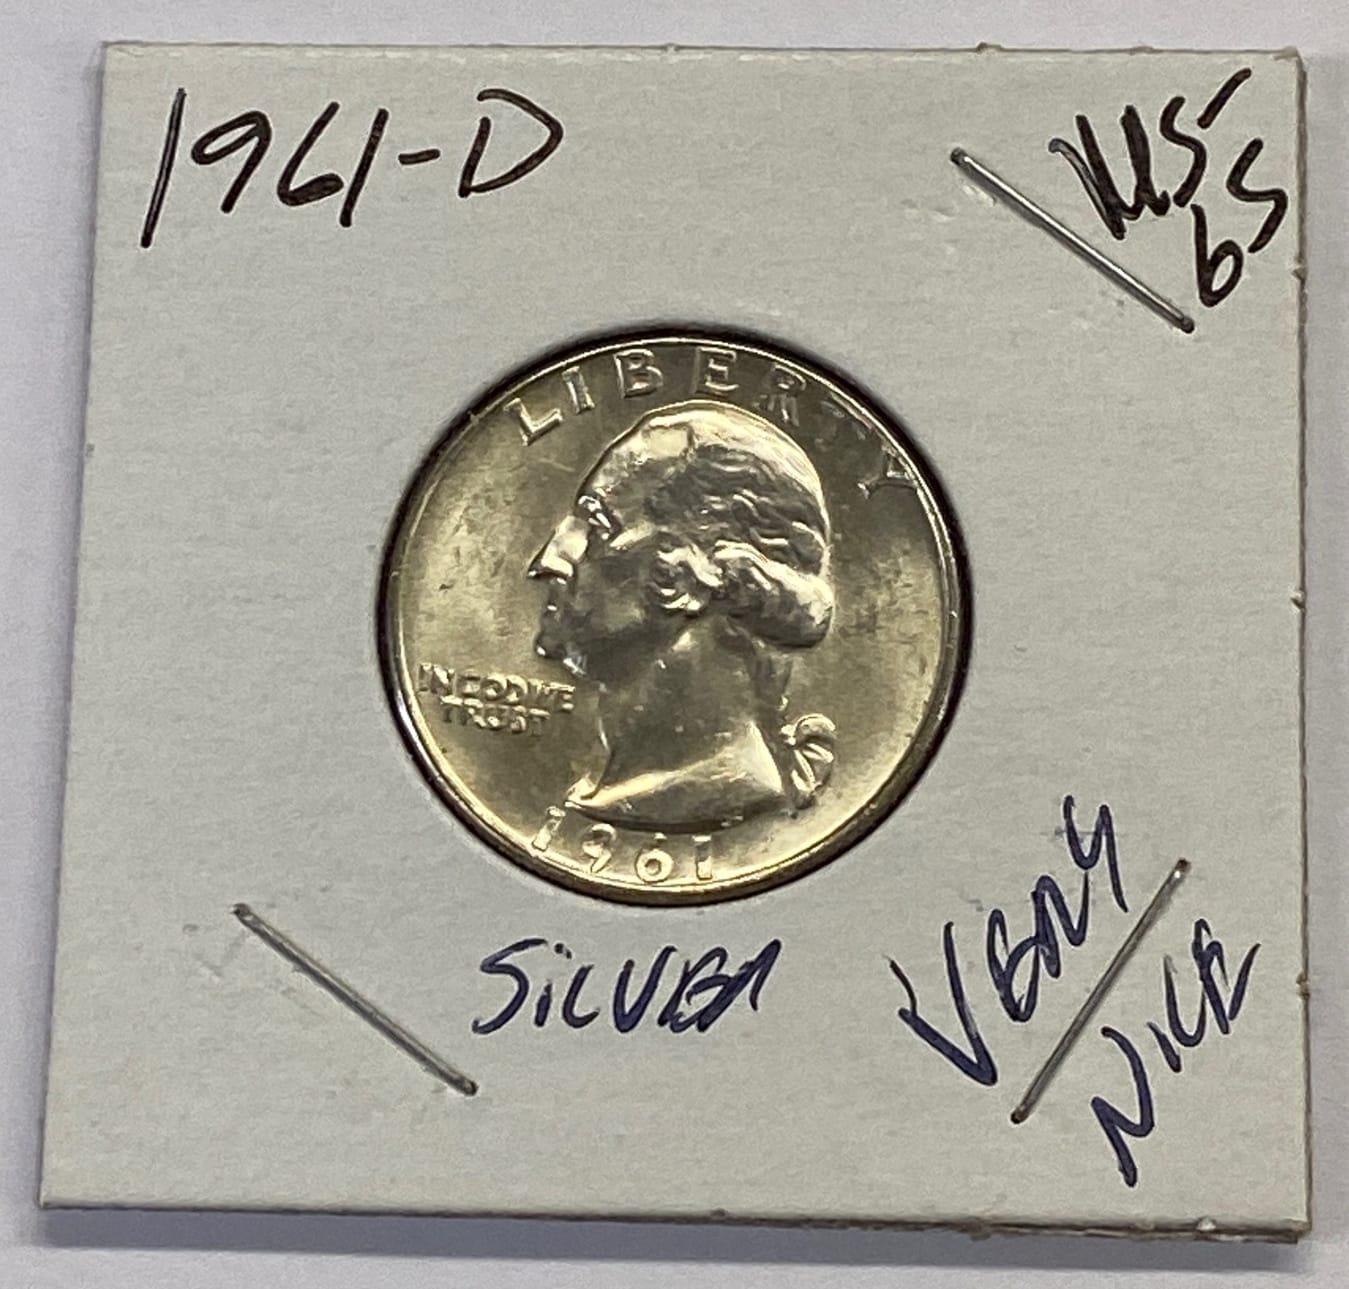 1961-D
MS
65
LIBERTY
IN GOD WE
TRUST
1961
SILVER
VERY
NICE